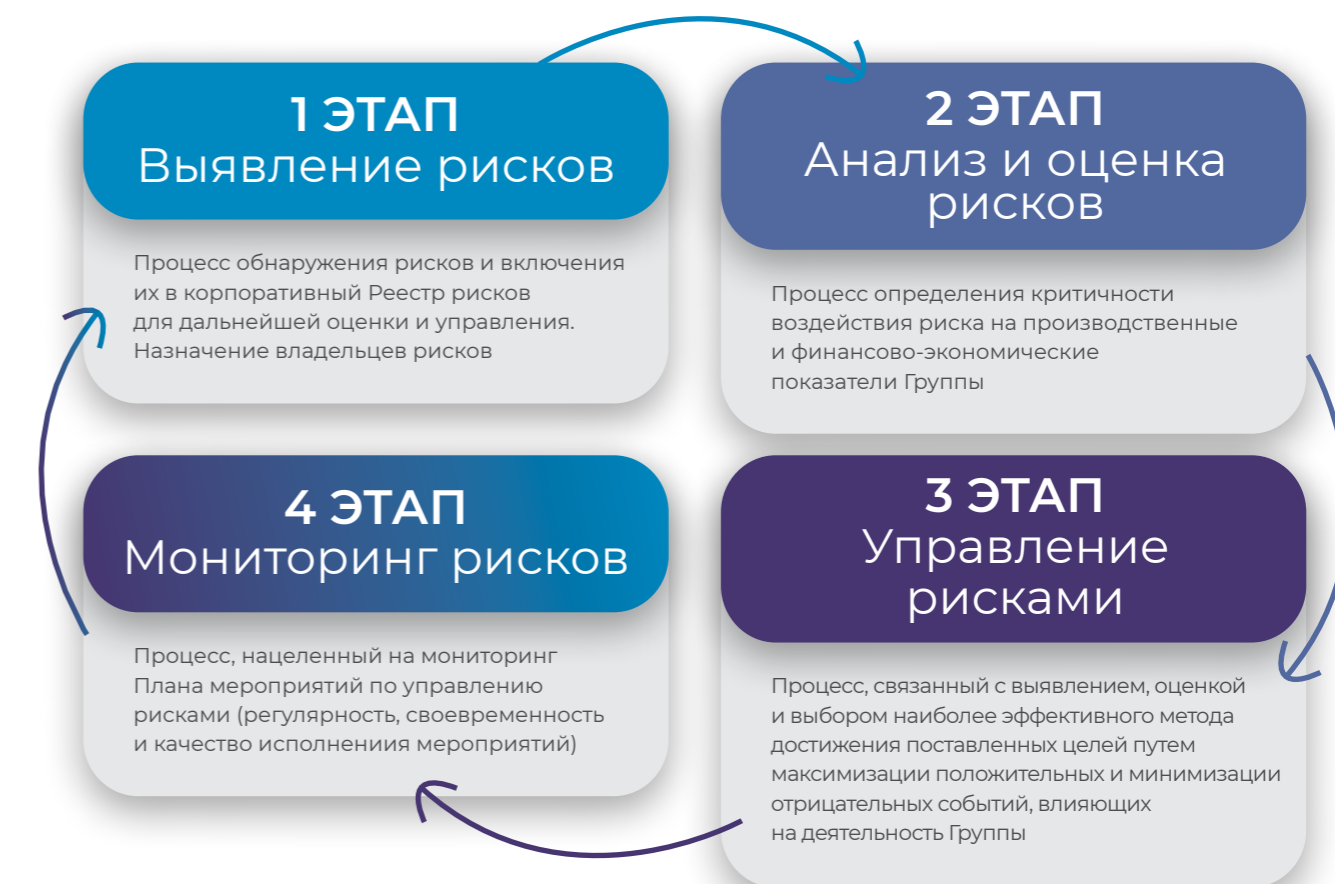 1 ЭТАП
Выявление рисков
Процесс обнаружения рисков и включения
их в корпоративный Реестр рисков
для дальнейшей оценки и управления.
Назначение владельцев рисков
2 ЭТАП
Анализ и оценка
рисков
Процесс определения критичности
воздействия риска на производственные
и финансово-экономические
показатели Группы
3 ЭТАП
Управление
рисками
Процесс, связанный с выявлением, оценкой
и выбором наиболее эффективного метода
достижения поставленных целей путем
максимизации положительных и минимизации
отрицательных событий, влияющих
на деятельность Группы
4 ЭТАП
Мониторинг рисков
Процесс, нацеленный на мониторинг
Плана мероприятий по управлению
рисками (регулярность, своевременность
и качество исполнениия мероприятий)